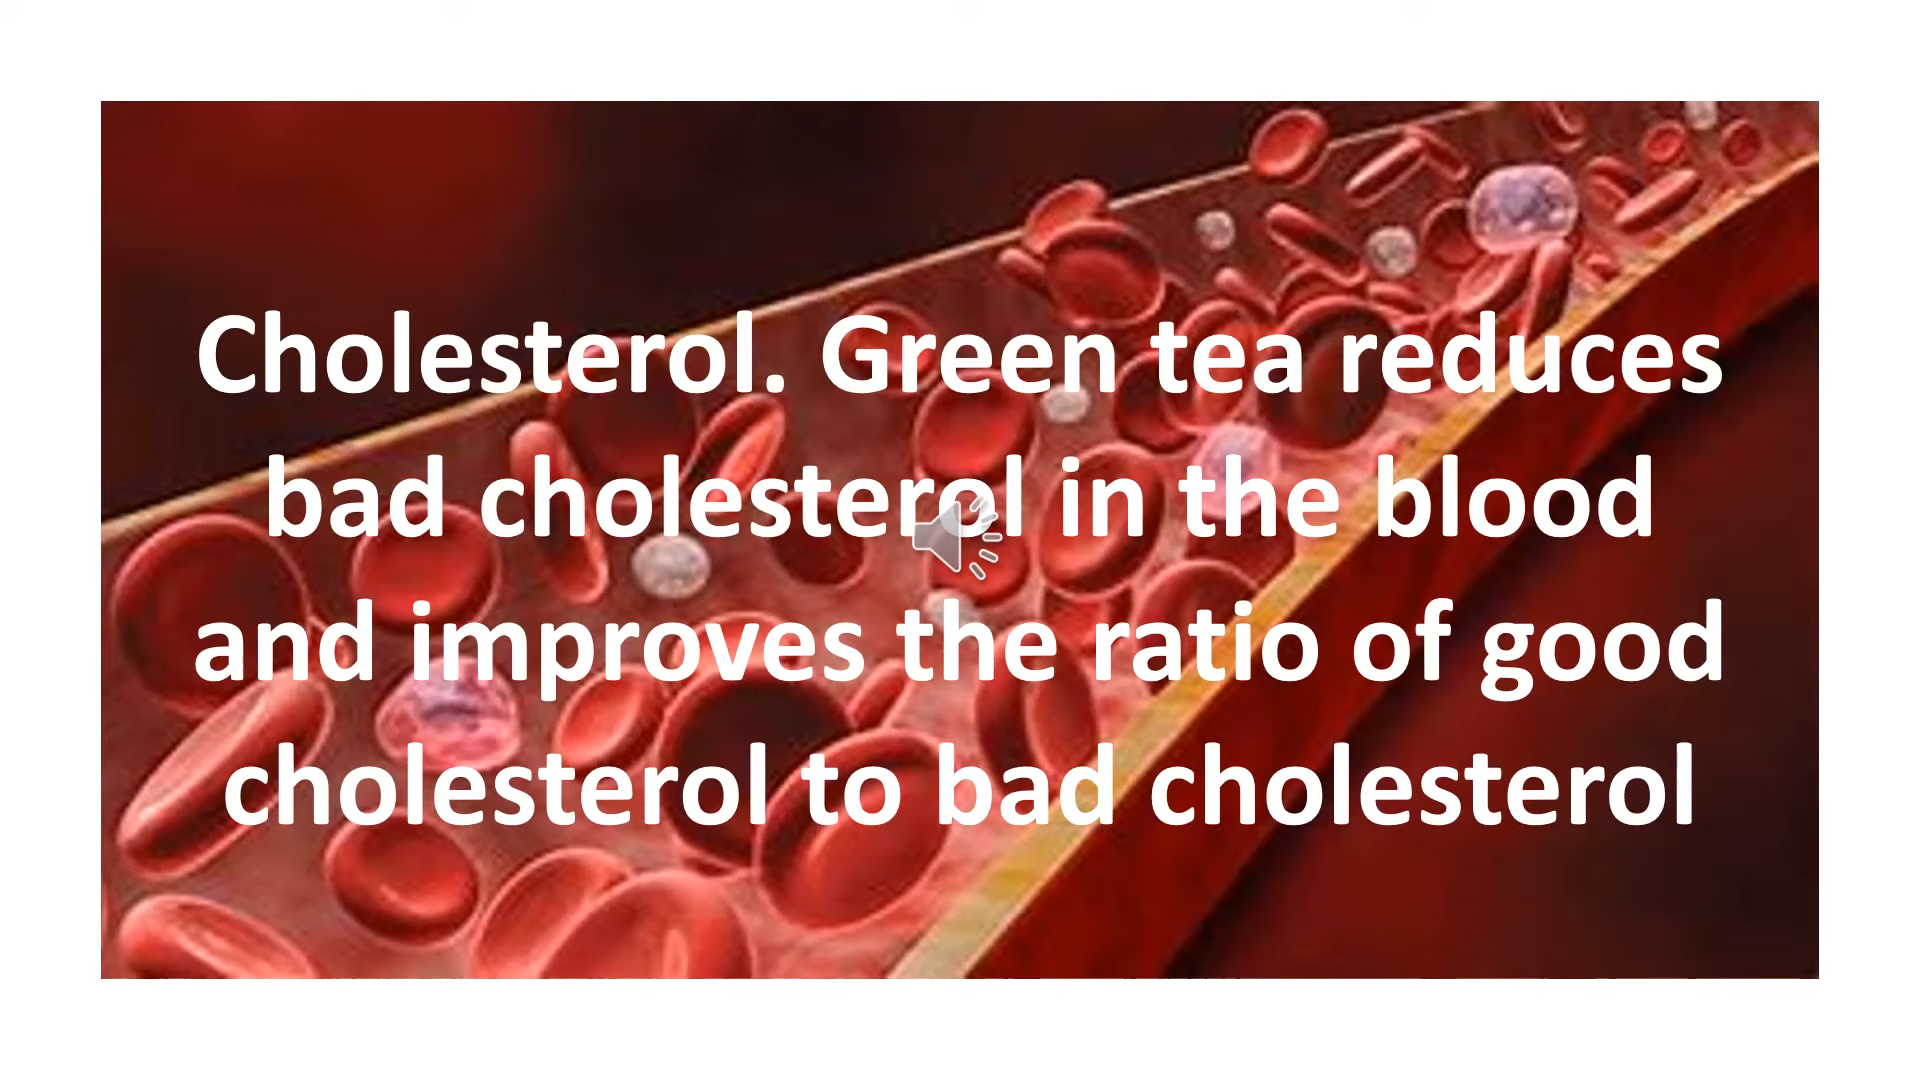 Cholesterol. Green tea reduces
bad cholesterol in the blood
and improves the ratio of good
cholesterol to bad cholesterol